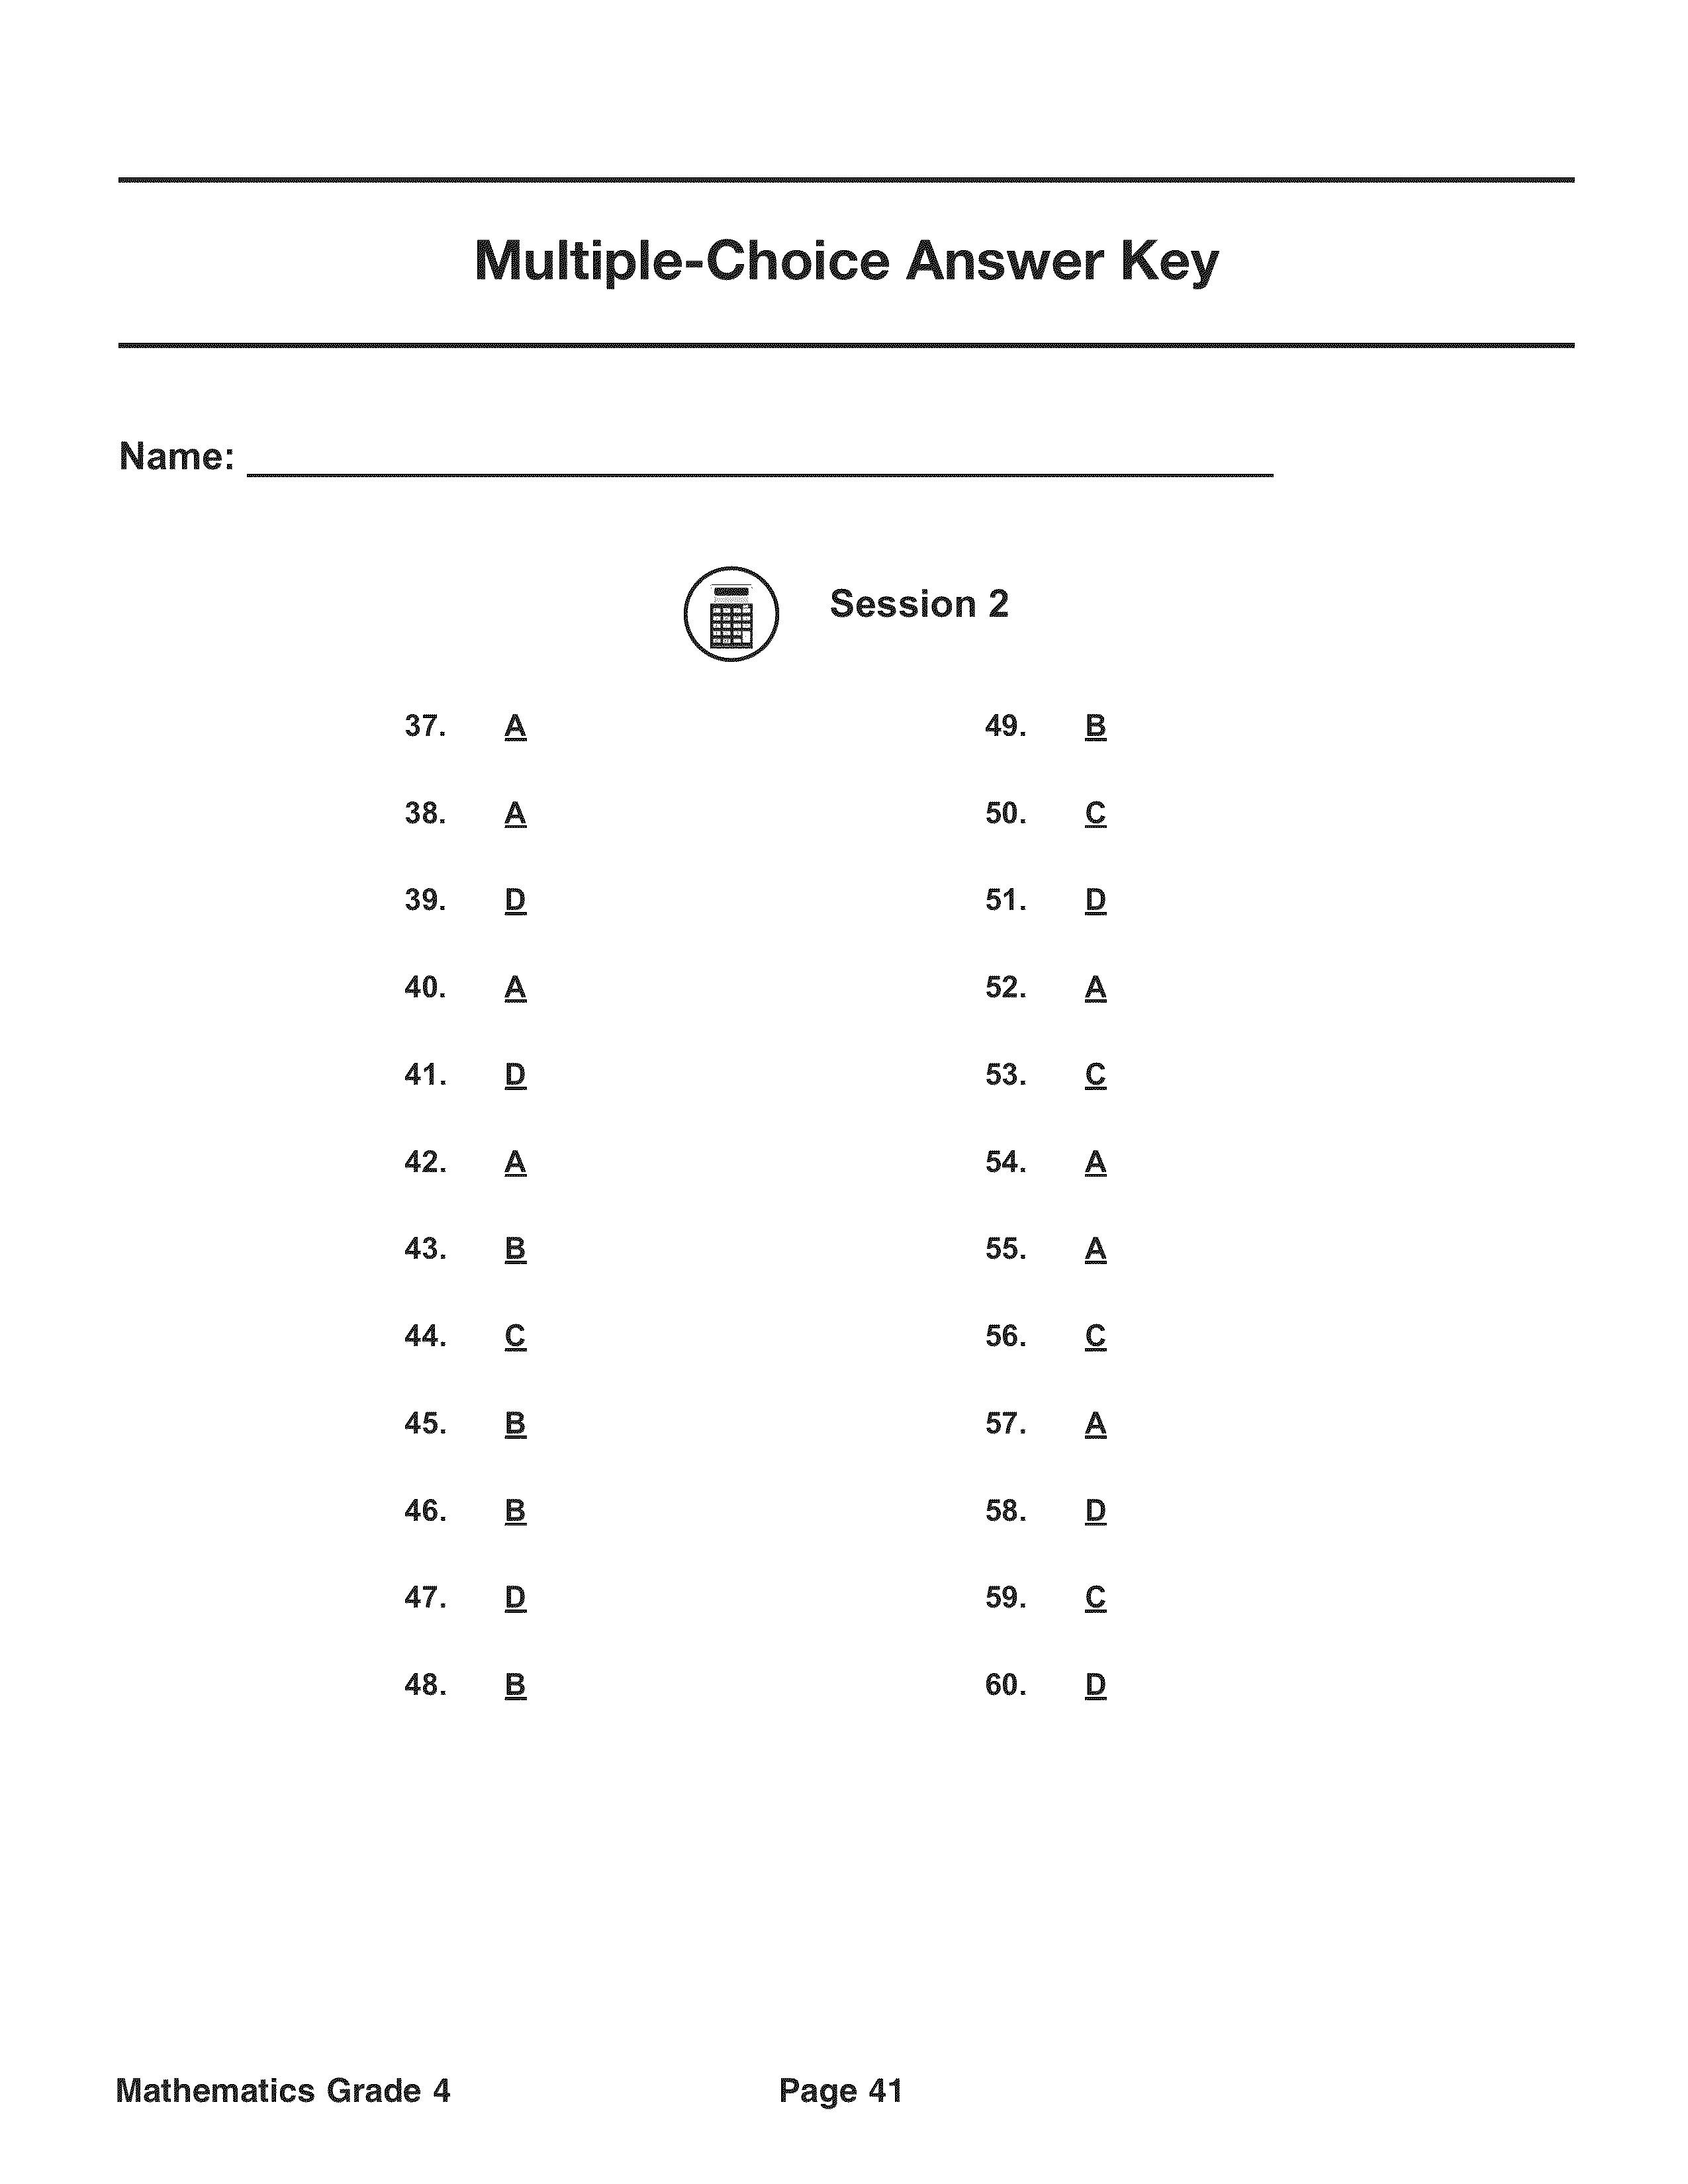 Multiple-Choice Answer Key
Name:
Session 2
37. A
38. A
39. D
40. A
41. D
42. A
43. B
44. C
45. B
46. B
47. D
48. B
49. B
50. C
51. D
52. A
53. C
54. A
55. A
56. C
57. A
58. D
59. C
60. D
Mathematics Grade 4
Page 41